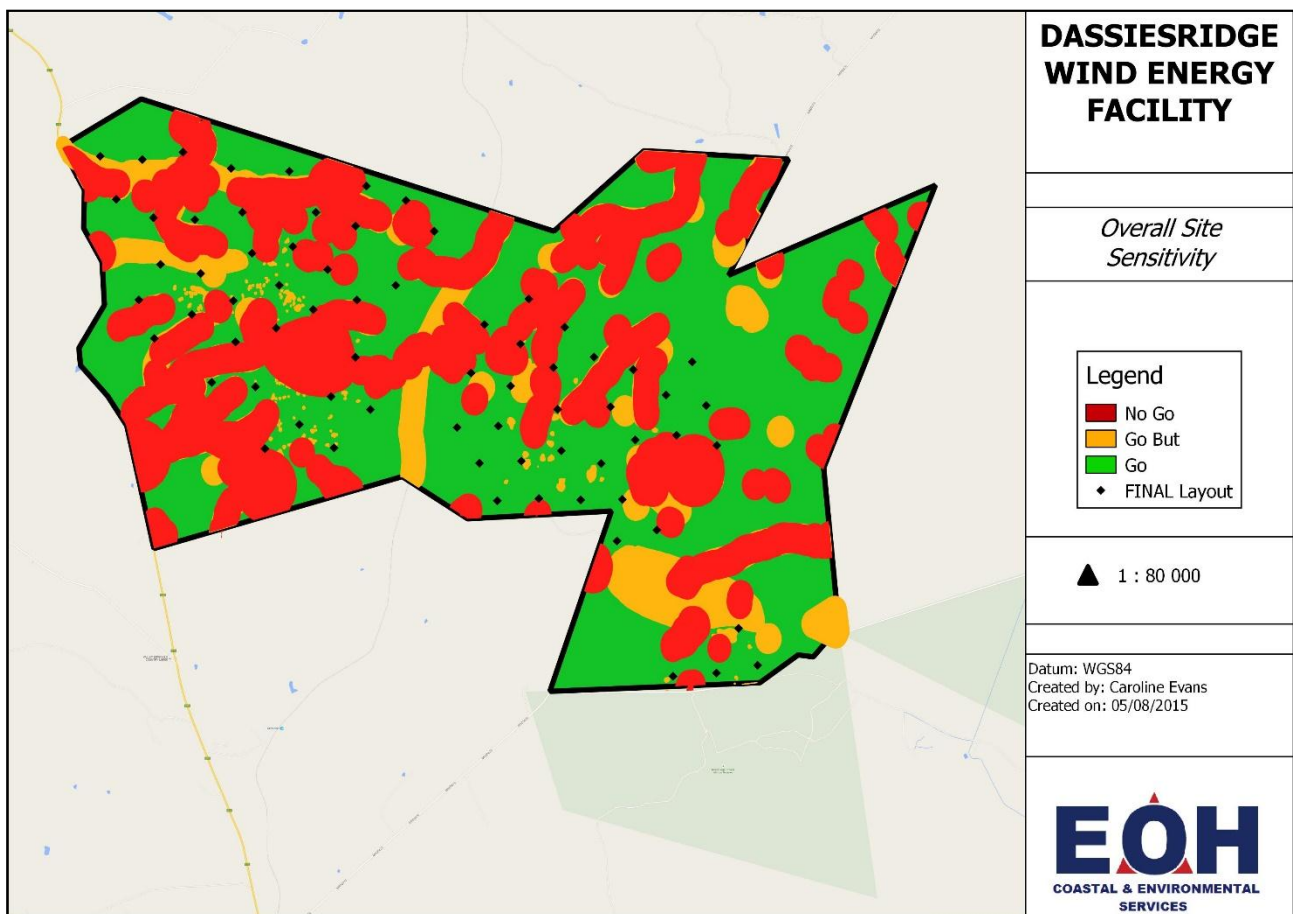 DASSIESRIDGE
WIND ENERGY
FACILITY
Overall Site
Sensitivity
Legend
No Go
Go But
Go
FINAL Layout
1 : 80 000
Datum: WGS84
Created by: Caroline Evans
Created on: 05/08/2015
EOH
COASTAL & ENVIRONMENTAL
SERVICES